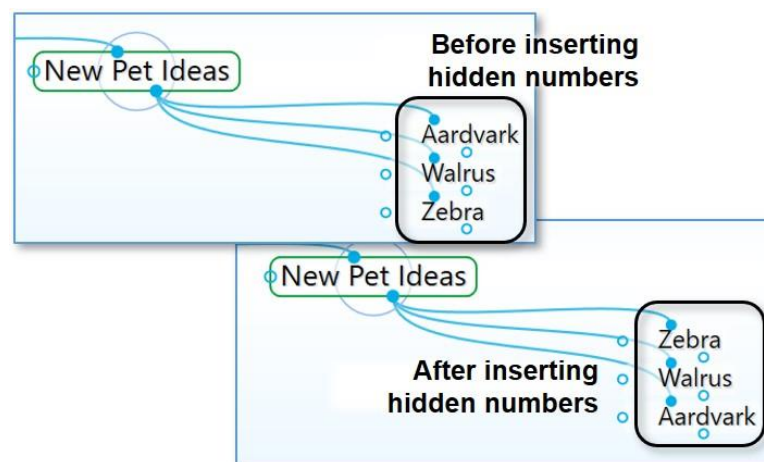 Before inserting
hidden numbers
New Pet Ideas
Aardvark
Walrus
Zebra
New Pet Ideas
Zebra
Walrus
Aardvark
After inserting
hidden numbers